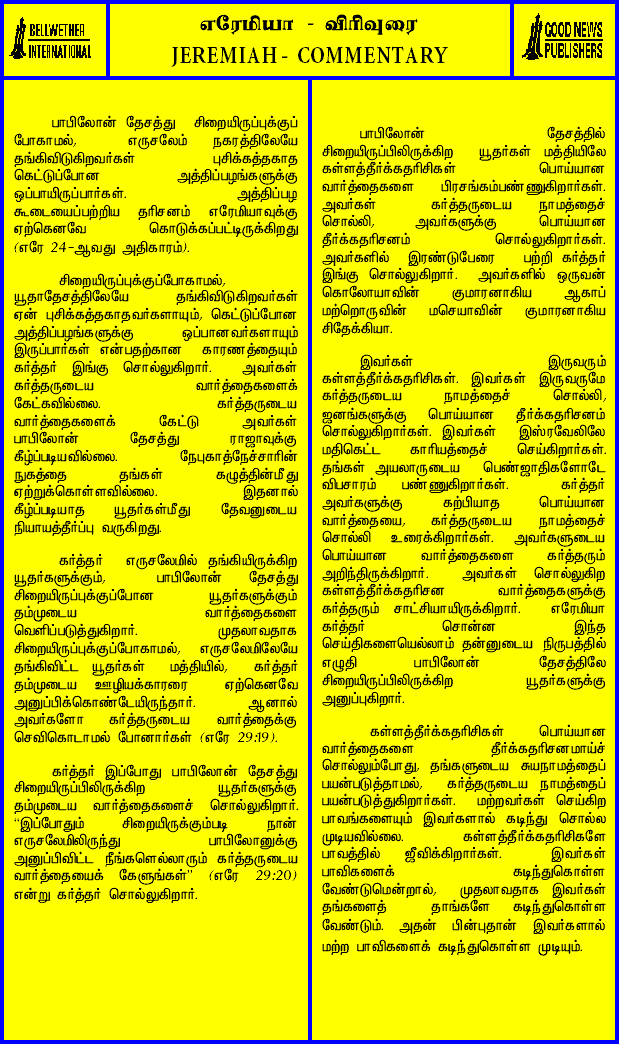 BELLWETHER
INTERNATIONAL
எரேமியா - விரிவுரை
JEREMIAH - COMMENTARY
GOOD NEWS
PUBLISHERS
பாபிலோன் தேசத்து சிறையிருப்புக்குப்
போகாமல், எருசலேம் நகரத்திலேயே
தங்கிவிடுகிறவர்கள் புசிக்கத்தகாத
கெட்டுப்போன அத்திப்பழங்களுக்கு
ஒப்பாயிருப்பார்கள். அத்திப்பழ
கூடையைப்பற்றிய தரிசனம் எரேமியாவுக்கு
ஏற்கெனவே கொடுக்கப்பட்டிருக்கிறது
(எரே 24-ஆவது அதிகாரம்).
சிறையிருப்புக்குப்போகாமல்,
யூதாதேசத்திலேயே தங்கிவிடுகிறவர்கள்
ஏன் புசிக்கத்தகாதவர்களாயும், கெட்டுப்போன
அத்திப்பழங்களுக்கு ஒப்பானவர்களாயும்
இருப்பார்கள் என்பதற்கான காரணத்தையும்
கர்த்தர் இங்கு சொல்லுகிறார். அவர்கள்
கர்த்தருடைய வார்த்தைகளைக்
கேட்கவில்லை. கர்த்தருடைய
வார்த்தைகளைக் கேட்டு அவர்கள்
பாபிலோன் தேசத்து ராஜாவுக்கு
கீழ்ப்படியவில்லை. நேபுகாத்நேச்சாரின்
நுகத்தை தங்கள் கழுத்தின்மீது
ஏற்றுக்கொள்ளவில்லை. இதனால்
கீழ்ப்படியாத யூதர்கள்மீது தேவனுடைய
நியாயத்தீர்ப்பு வருகிறது.
கர்த்தர் எருசலேமில் தங்கியிருக்கிற
யூதர்களுக்கும், பாபிலோன் தேசத்து
சிறையிருப்புக்குப்போன யூதர்களுக்கும்
தம்முடைய வார்த்தைகளை
வெளிப்படுத்துகிறார். முதலாவதாக
சிறையிருப்புக்குப்போகாமல், எருசலேமிலேயே
தங்கிவிட்ட யூதர்கள் மத்தியில், கர்த்தர்
தம்முடைய ஊழியக்காரரை ஏற்கெனவே
அனுப்பிக்கொண்டேயிருந்தார். ஆனால்
அவர்களோ கர்த்தருடைய வார்த்தைக்கு
செவிகொடாமல் போனார்கள் (எரே 29:19).
கர்த்தர் இப்போது பாபிலோன் தேசத்து
சிறையிருப்பிலிருக்கிற யூதர்களுக்கு
தம்முடைய வார்த்தைகளைச் சொல்லுகிறார்.
“இப்போதும் சிறையிருக்கும்படி நான்
எருசலேமிலிருந்து பாபிலோனுக்கு
அனுப்பிவிட்ட நீங்களெல்லாரும் கர்த்தருடைய
வார்த்தையைக் கேளுங்கள்” (எரே 29:20)
என்று கர்த்தர் சொல்லுகிறார்.
பாபிலோன் தேசத்தில்
சிறையிருப்பிலிருக்கிற யூதர்கள் மத்தியிலே
கள்ளத்தீர்க்கதரிசிகள் பொய்யான
வார்த்தைகளை பிரசங்கம்பண்ணுகிறார்கள்.
அவர்கள் கர்த்தருடைய நாமத்தைச்
சொல்லி, அவர்களுக்கு பொய்யான
தீர்க்கதரிசனம் சொல்லுகிறார்கள்.
அவர்களில் இரண்டுபேரை பற்றி கர்த்தர்
இங்கு சொல்லுகிறார். அவர்களில் ஒருவன்
கொலோயாவின் குமாரனாகிய ஆகாப்
மற்றொருவின் மசெயாவின் குமாரனாகிய
சிதேக்கியா.
இவர்கள் இருவரும்
கள்ளத்தீர்க்கதரிசிகள். இவர்கள் இருவருமே
கர்த்தருடைய நாமத்தைச் சொல்லி,
ஜனங்களுக்கு பொய்யான தீர்க்கதரிசனம்
சொல்லுகிறார்கள். இவர்கள் இஸ்ரவேலிலே
மதிகெட்ட காரியத்தைச் செய்கிறார்கள்.
தங்கள் அயலாருடைய பெண்ஜாதிகளோடே
விபசாரம் பண்ணுகிறார்கள். கர்த்தர்
அவர்களுக்கு கற்பியாத பொய்யான
வார்த்தையை, கர்த்தருடைய நாமத்தைச்
சொல்லி உரைக்கிறார்கள். அவர்களுடைய
பொய்யான வார்த்தைகளை கர்த்தரும்
அறிந்திருக்கிறார். அவர்கள் சொல்லுகிற
கள்ளத்தீர்க்கதரிசன வார்த்தைகளுக்கு
கர்த்தரும் சாட்சியாயிருக்கிறார். எரேமியா
கர்த்தர் சொன்ன இந்த
செய்திகளையெல்லாம் தன்னுடைய நிருபத்தில்
எழுதி பாபிலோன் தேசத்திலே
சிறையிருப்பிலிருக்கிற யூதர்களுக்கு
அனுப்புகிறார்.
கள்ளத்தீர்க்கதரிசிகள் பொய்யான
வார்த்தைகளை தீர்க்கதரிசனமாய்ச்
சொல்லும்போது, தங்களுடைய சுயநாமத்தைப்
பயன்படுத்தாமல், கர்த்தருடைய நாமத்தைப்
பயன்படுத்துகிறார்கள். மற்றவர்கள் செய்கிற
பாவங்களையும் இவர்களால் கடிந்து சொல்ல
முடியவில்லை. கள்ளத்தீர்க்கதரிசிகளே
பாவத்தில் ஜீவிக்கிறார்கள். இவர்கள்
பாவிகளைக் கடிந்துகொள்ள
வேண்டுமென்றால், முதலாவதாக இவர்கள்
தங்களைத் தாங்களே கடிந்துகொள்ள
வேண்டும். அதன் பின்புதான் இவர்களால்
மற்ற பாவிகளைக் கடிந்துகொள்ள முடியும்.